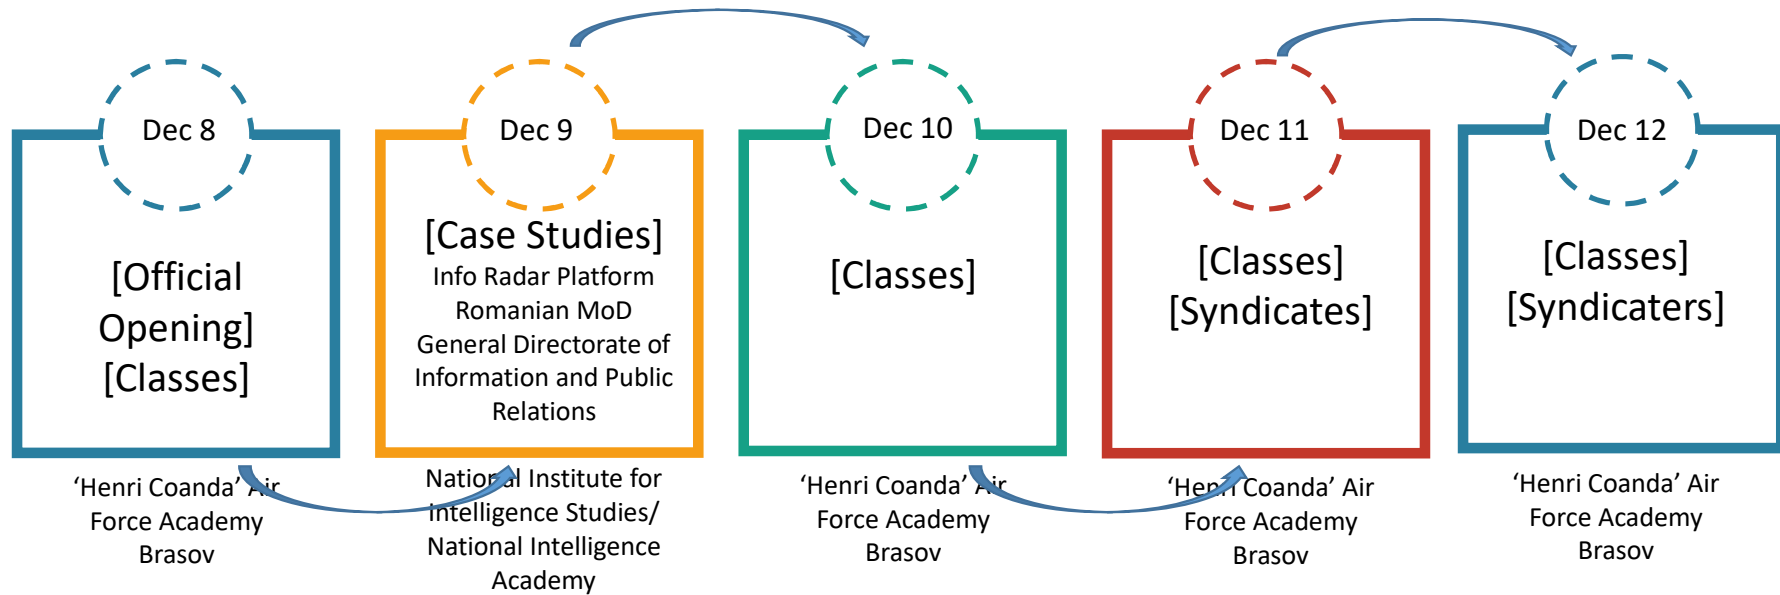 Dec 8
[Official
Opening]
[Classes]
‘Henri Coanda’ Air
Force Academy
Brasov
Dec 9
[Case Studies]
Info Radar Platform
Romanian MoD
General Directorate of
Information and Public
Relations
National Institute for
Intelligence Studies/
National Intelligence
Academy
Dec 10
[Classes]
‘Henri Coanda’ Air
Force Academy
Brasov
Dec 11
[Classes]
[Syndicates]
‘Henri Coanda’ Air
Force Academy
Brasov
Dec 12
[Classes]
[Syndicaters]
‘Henri Coanda’ Air
Force Academy
Brasov